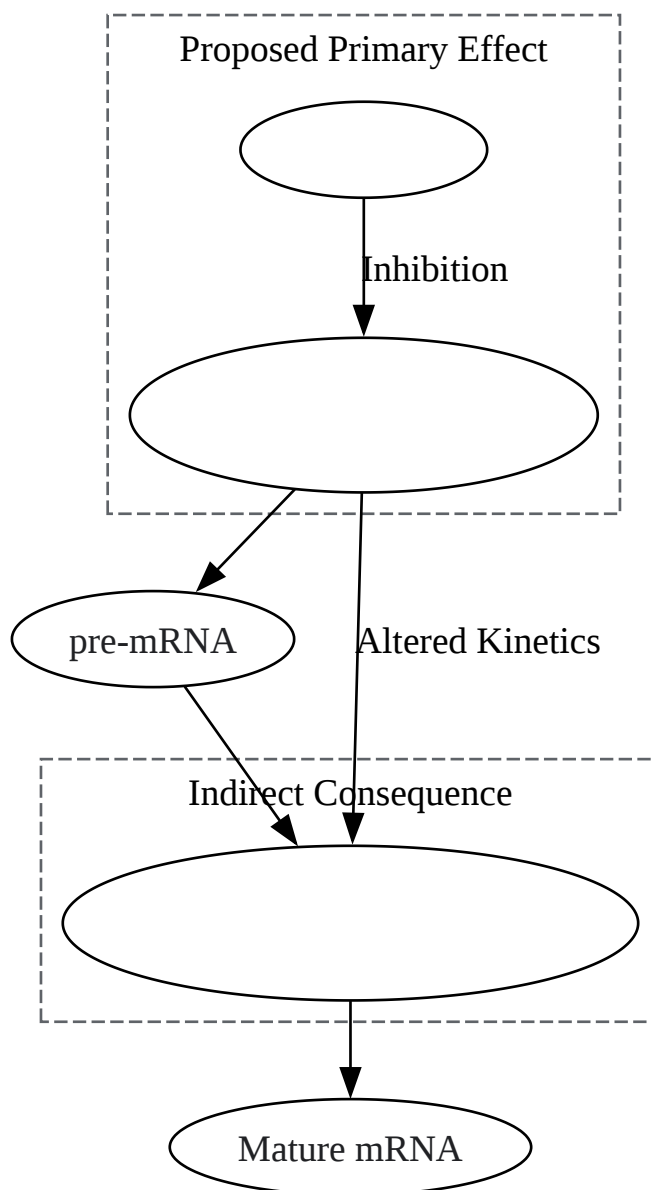 Proposed Primary Effect
Inhibition
pre-mRNA
Altered Kinetics
Indirect Consequence
Mature mRNA